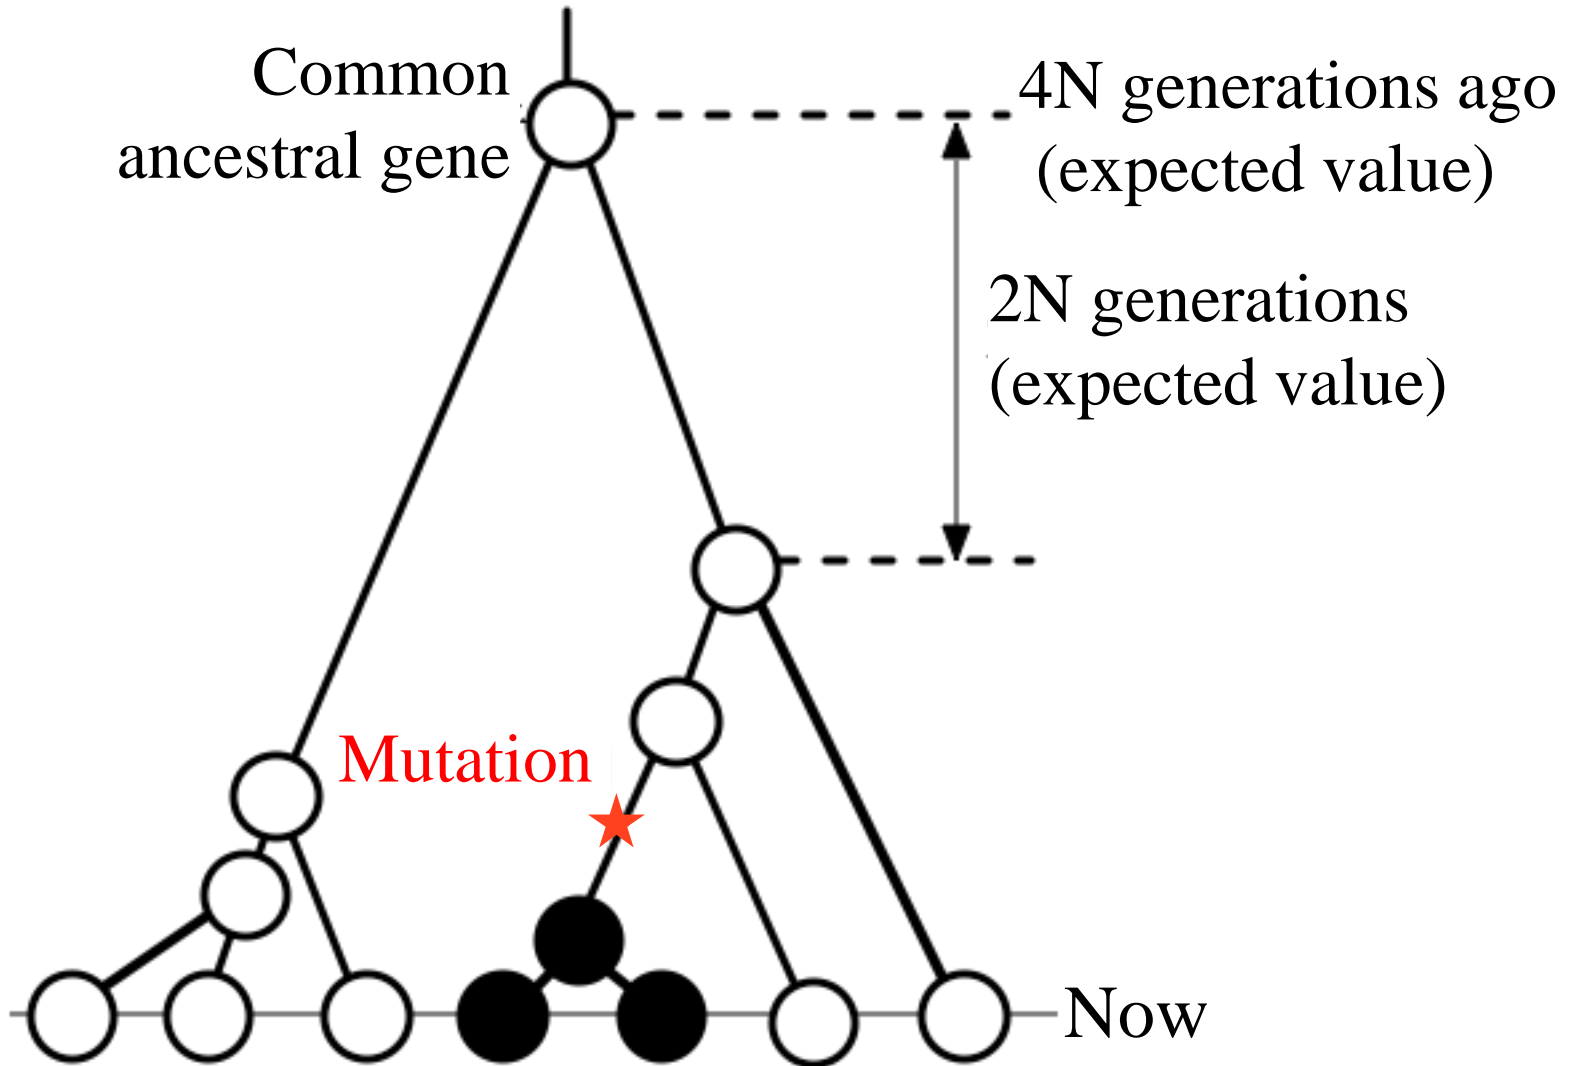 Common
ancestral gene
4N generations ago
(expected value)
2N generations
(expected value)
Mutation
Now